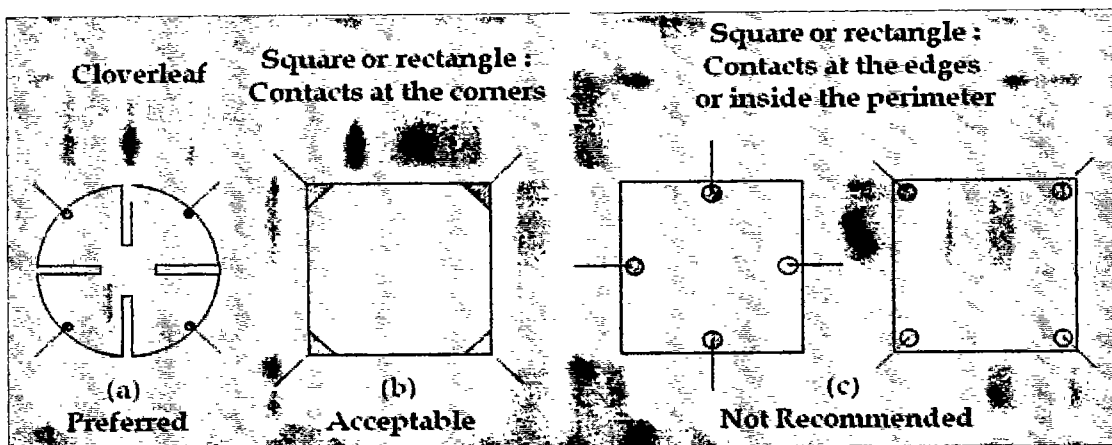 Cloverleaf
Square or rectangle :
Contacts at the corners
Square or rectangle :
Contacts at the edges
or inside the perimeter
(a)
Preferred
(b)
Acceptable
(c)
Not Recommended